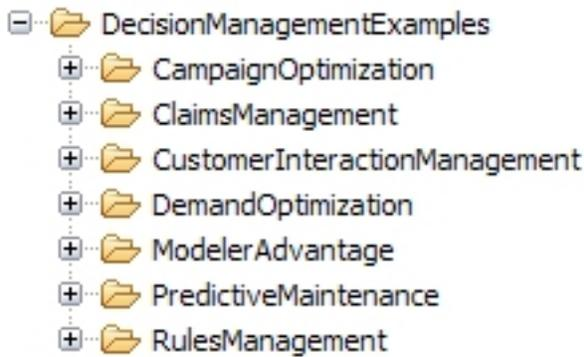 DecisionManagementExamples
CampaignOptimization
ClaimsManagement
CustomerInteractionManagement
DemandOptimization
ModelerAdvantage
PredictiveMaintenance
RulesManagement